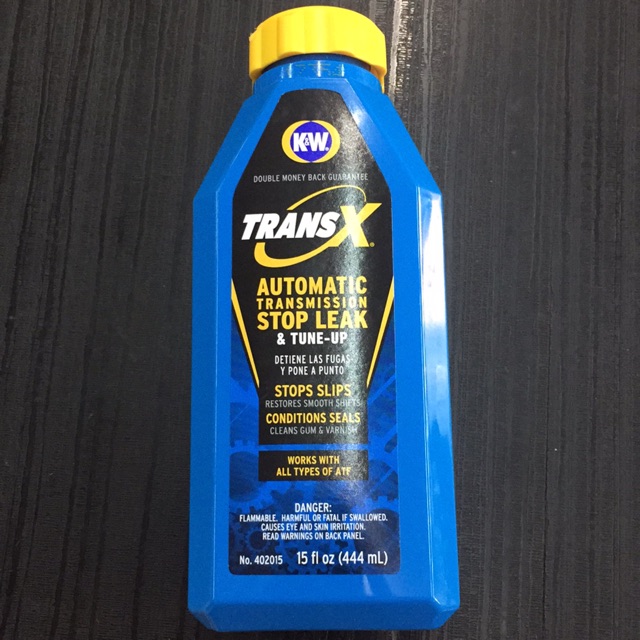 K&W®
DOUBLE MONEY BACK GUARANTEE
TRANSX®
AUTOMATIC
TRANSMISSION
STOP LEAK
& TUNE-UP
DETIENE LAS FUGAS
Y PONE A PUNTO
STOPS SLIPS
RESTORES SMOOTH SHIFTS
CONDITIONS SEALS
CLEANS GUM & VARNISH
WORKS WITH
ALL TYPES OF ATF
DANGER:
FLAMMABLE. HARMFUL OR FATAL IF SWALLOWED.
CAUSES EYE AND SKIN IRRITATION.
READ WARNINGS ON BACK PANEL.
No. 402015 15 fl oz (444 mL)